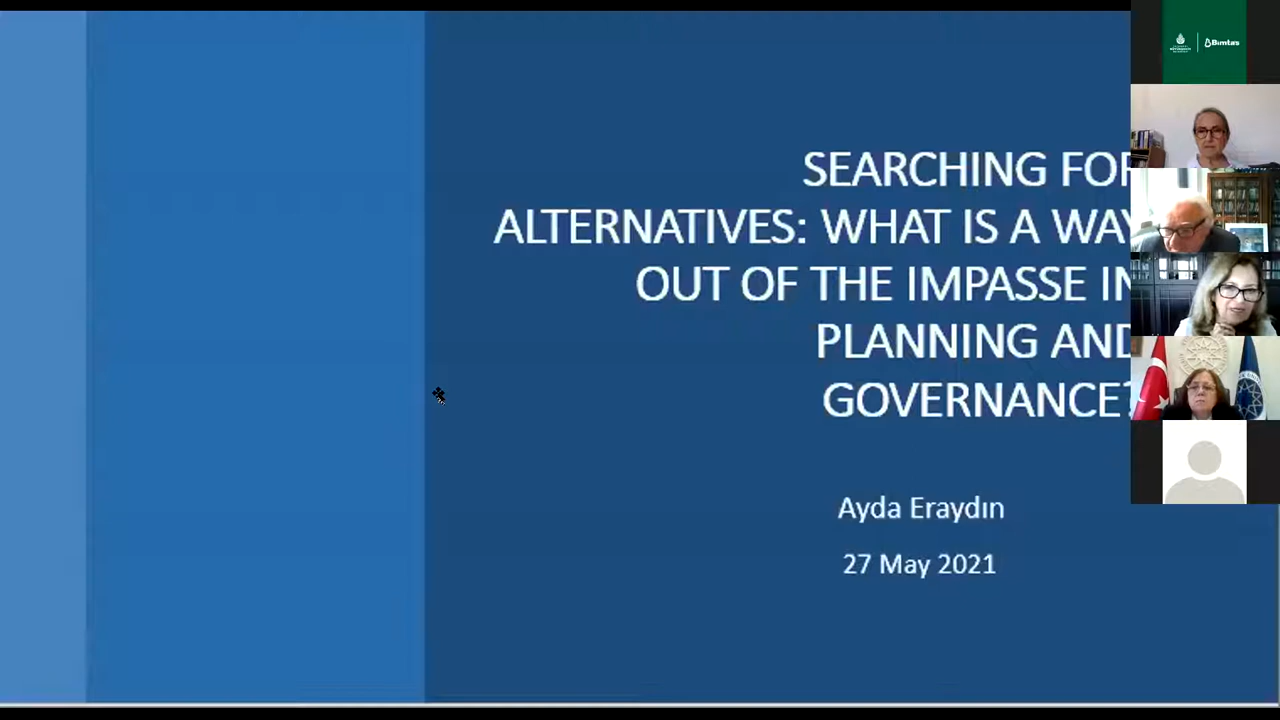 SEARCHING FOR
ALTERNATIVES: WHAT IS A WAY
OUT OF THE IMPASSE IN
PLANNING AND
GOVERNANCE?
Ayda Eraydın
27 May 2021
Bimtaş